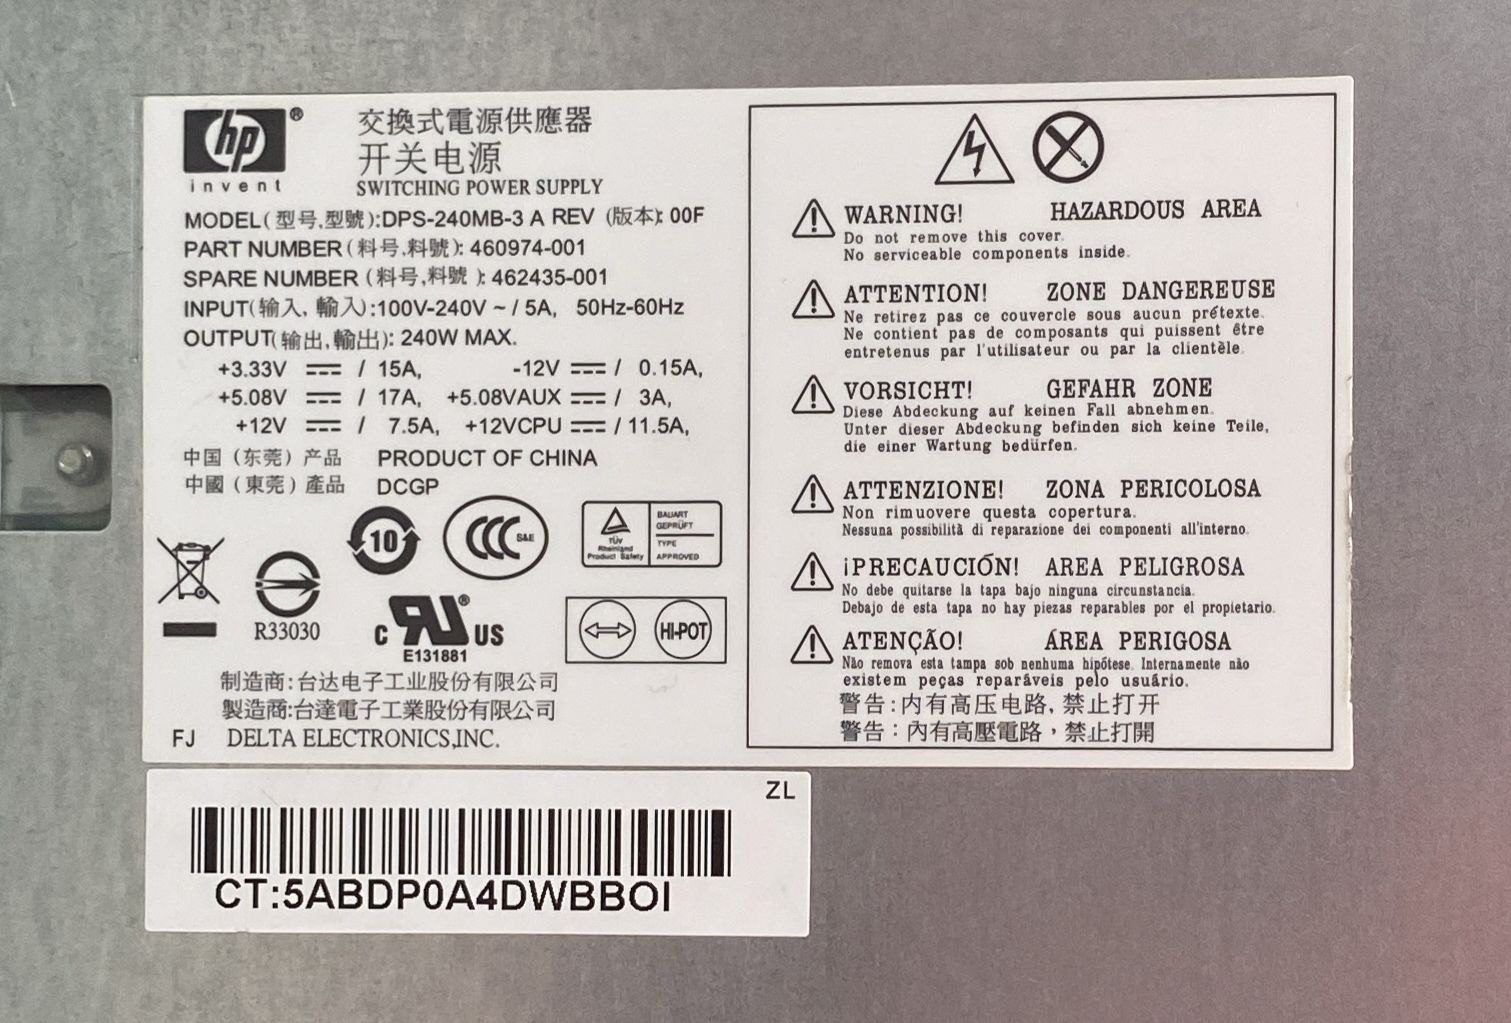 hp ®
invent
交換式電源供應器
开关电源
SWITCHING POWER SUPPLY
MODEL(型号,型號):DPS-240MB-3 A REV (版本): 00F
PART NUMBER(料号,料號): 460974-001
SPARE NUMBER (料号,料號 ): 462435-001
INPUT(输入, 輸入):100V-240V ~ / 5A, 50Hz-60Hz
OUTPUT(输出,輸出): 240W MAX.
+3.33V ⎓ / 15A, -12V ⎓ / 0.15A,
+5.08V ⎓ / 17A, +5.08VAUX ⎓ / 3A,
+12V ⎓ / 7.5A, +12VCPU ⎓ / 11.5A,
中国（东莞）产品 PRODUCT OF CHINA
中國（東莞）產品 DCGP
10
CCC S&E
TÜV
Rheinland
Product Safety
BAUART
GEPRÜFT
TYPE
APPROVED
R33030
C RU ® US
E131881
HI-POT
制造商:台达电子工业股份有限公司
製造商:台達電子工業股份有限公司
FJ DELTA ELECTRONICS,INC.
WARNING! HAZARDOUS AREA
Do not remove this cover.
No serviceable components inside.
ATTENTION! ZONE DANGEREUSE
Ne retirez pas ce couvercle sous aucun prétexte.
Ne contient pas de composants qui puissent être
entretenus par l'utilisateur ou par la clientèle.
VORSICHT! GEFAHR ZONE
Diese Abdeckung auf keinen Fall abnehmen.
Unter dieser Abdeckung befinden sich keine Teile,
die einer Wartung bedürfen.
ATTENZIONE! ZONA PERICOLOSA
Non rimuovere questa copertura.
Nessuna possibilità di reparazione dei componenti all'interno.
¡PRECAUCIÓN! AREA PELIGROSA
No debe quitarse la tapa bajo ninguna circunstancia.
Debajo de esta tapa no hay piezas reparables por el propietario.
ATENÇÃO! ÁREA PERIGOSA
Não remova esta tampa sob nenhuma hipótese. Internamente não
existem peças reparáveis pelo usuário.
警告:内有高压电路,禁止打开
警告：內有高壓電路，禁止打開
ZL
CT:5ABDP0A4DWBBOI